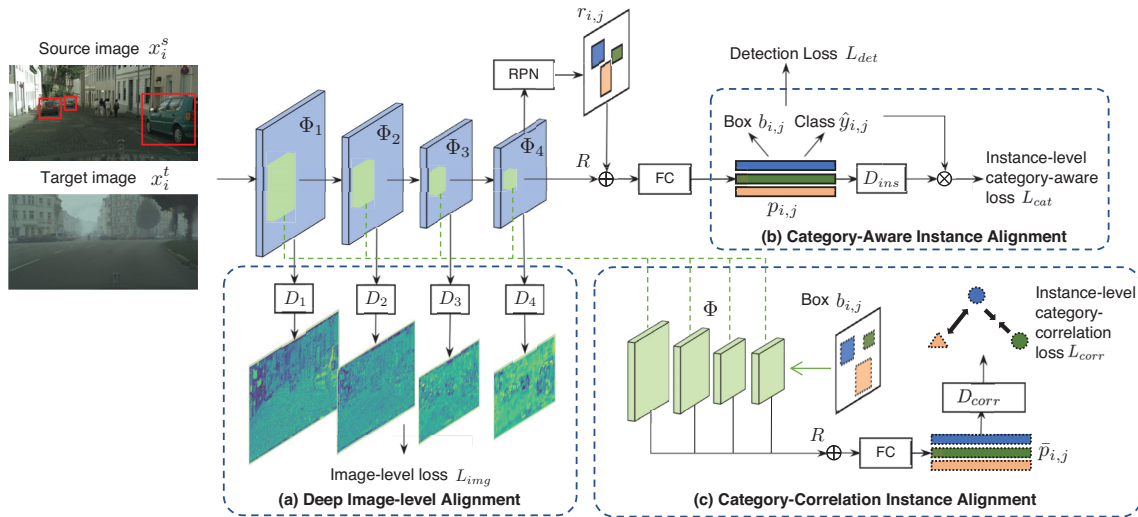 Source image $x_i^s$
Target image $x_i^t$
$\Phi_1$
$\Phi_2$
$\Phi_3$
$\Phi_4$
RPN
$r_{i,j}$
$R$
FC
Detection Loss $L_{det}$
Box $b_{i,j}$
Class $\hat{y}_{i,j}$
$p_{i,j}$
$D_{ins}$
Instance-level
category-aware
loss $L_{cat}$
(b) Category-Aware Instance Alignment
$D_1$
$D_2$
$D_3$
$D_4$
Image-level loss $L_{img}$
(a) Deep Image-level Alignment
$\Phi$
Box $b_{i,j}$
$R$
FC
$\bar{p}_{i,j}$
$D_{corr}$
Instance-level
category-
correlation
loss $L_{corr}$
(c) Category-Correlation Instance Alignment